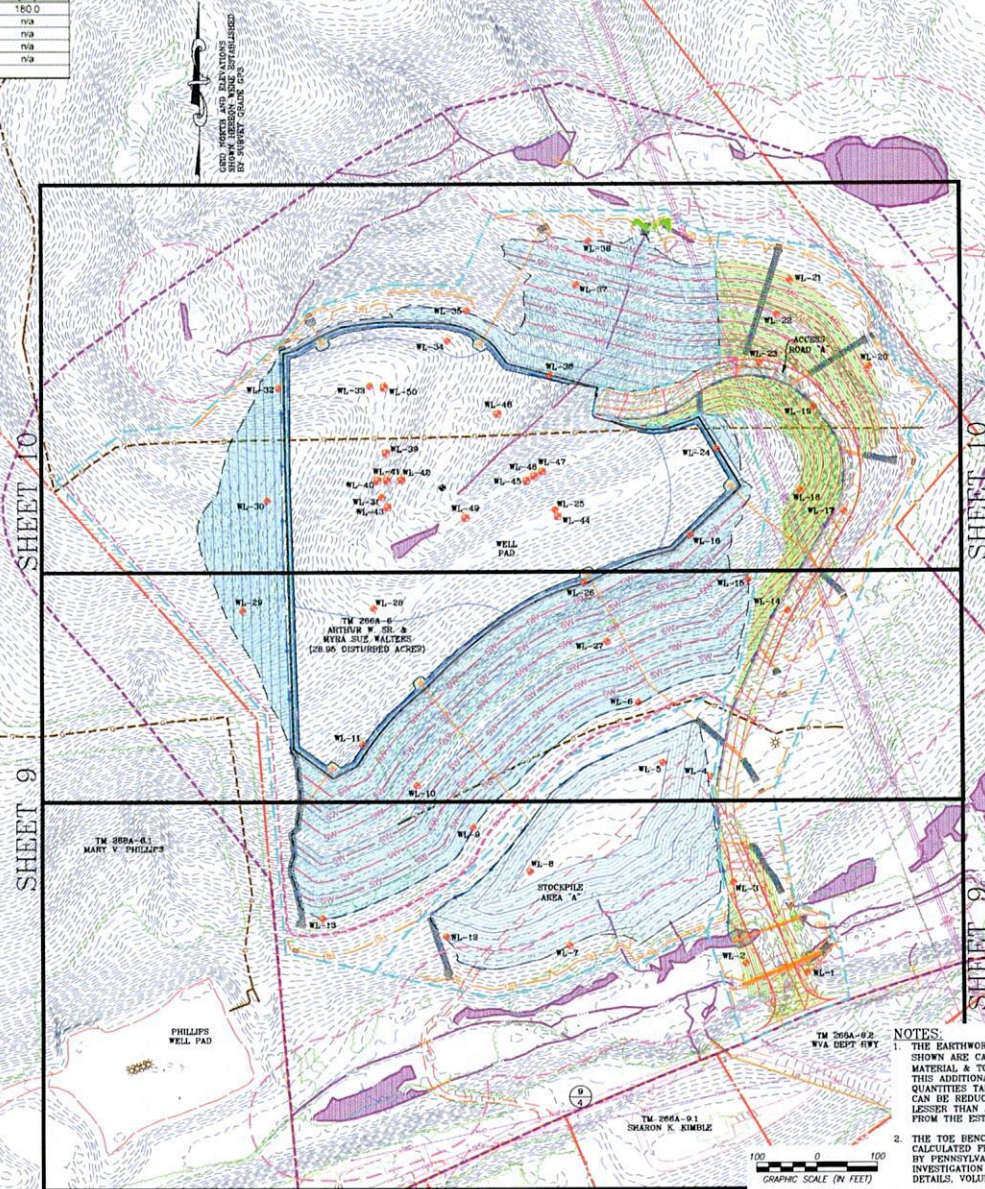 180.0
n/a
n/a
n/a
n/a
GRID NORTH AND ELEVATIONS
SHOWN HEREON WERE ESTABLISHED
BY SURVEY GRADE GPS
WL-38
WL-21
WL-37
WL-35
WL-22
ACCESS
ROAD "A"
WL-34
WL-23
WL-20
WL-36
WL-32
WL-33
WL-50
WL-19
WL-48
SHEET 10
SHEET 10
WL-39
WL-24
WL-46
WL-47
WL-40
WL-41
WL-42
WL-45
WL-18
WL-30
WL-31
WL-43
WL-49
WL-25
WL-44
WL-17
WELL
PAD
WL-16
WL-26
WL-15
WL-29
WL-28
WL-14
TM 266A-6
ARTHUR W. SR. &
MYRA SUE WALTERS
(28.95 DISTURBED ACRES)
WL-27
WL-6
WL-11
WL-5
WL-4
WL-10
SHEET 9
SHEET 9
WL-9
TM 268A-6.1
MARY V. PHILLIPS
WL-8
STOCKPILE
AREA "A"
WL-3
WL-13
WL-12
WL-7
WL-2
WL-1
PHILLIPS
WELL PAD
TM 266A-9.2
WVA DEPT HWY
9
4
TM 266A-9.1
SHARON K. KIMBLE
NOTES:
1. THE EARTHWOR
SHOWN ARE CA
MATERIAL & TO
THIS ADDITIONA
QUANTITIES TA
CAN BE REDUC
LESSER THAN
FROM THE EST
2. THE TOE BENC
CALCULATED F
BY PENNSYLVA
INVESTIGATION
DETAILS, VOLU
100 0 100
GRAPHIC SCALE (IN FEET)